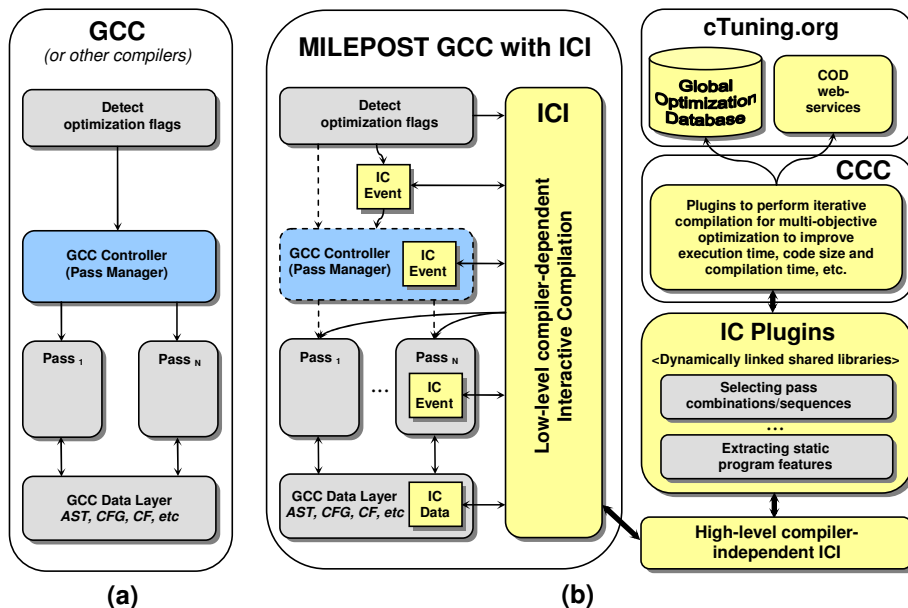 GCC
(or other compilers)
Detect
optimization flags
GCC Controller
(Pass Manager)
Pass 1
Pass N
GCC Data Layer
AST, CFG, CF, etc
(a)
MILEPOST GCC with ICI
Detect
optimization flags
IC
Event
GCC Controller
(Pass Manager)
IC
Event
Pass 1
...
Pass N
IC
Event
GCC Data Layer
AST, CFG, CF, etc
IC
Data
ICI
Low-level compiler-dependent
Interactive Compilation
(b)
cTuning.org
Global
Optimization
Database
COD
web-
services
CCC
Plugins to perform iterative
compilation for multi-objective
optimization to improve
execution time, code size and
compilation time, etc.
IC Plugins
<Dynamically linked shared libraries>
Selecting pass
combinations/sequences
...
Extracting static
program features
High-level compiler-
independent ICI